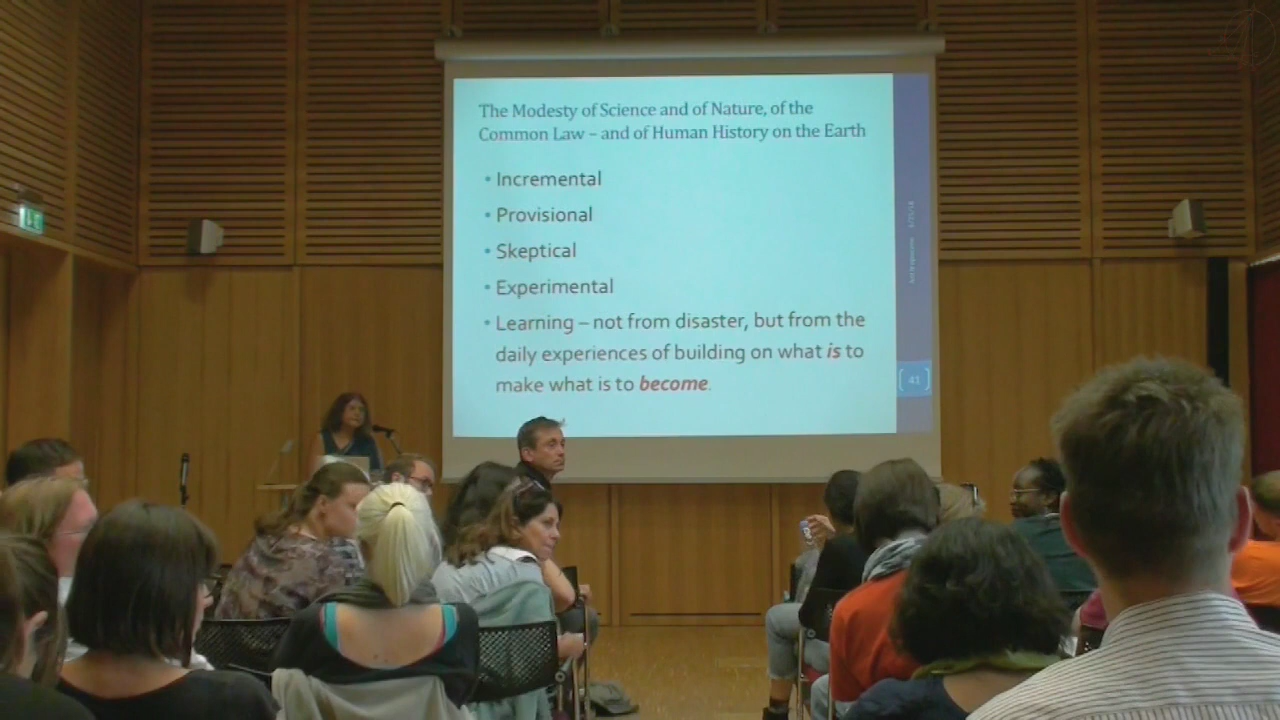 The Modesty of Science and of Nature, of the
Common Law – and of Human History on the Earth
• Incremental
• Provisional
• Skeptical
• Experimental
• Learning – not from disaster, but from the
daily experiences of building on what is to
make what is to become.
41